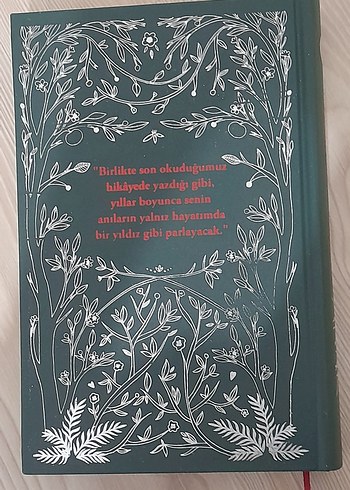 "Birlikte son okuduğumuz
hikâyede yazdığı gibi,
yıllar boyunca senin
anıların yalnız hayatımda
bir yıldız gibi parlayacak."